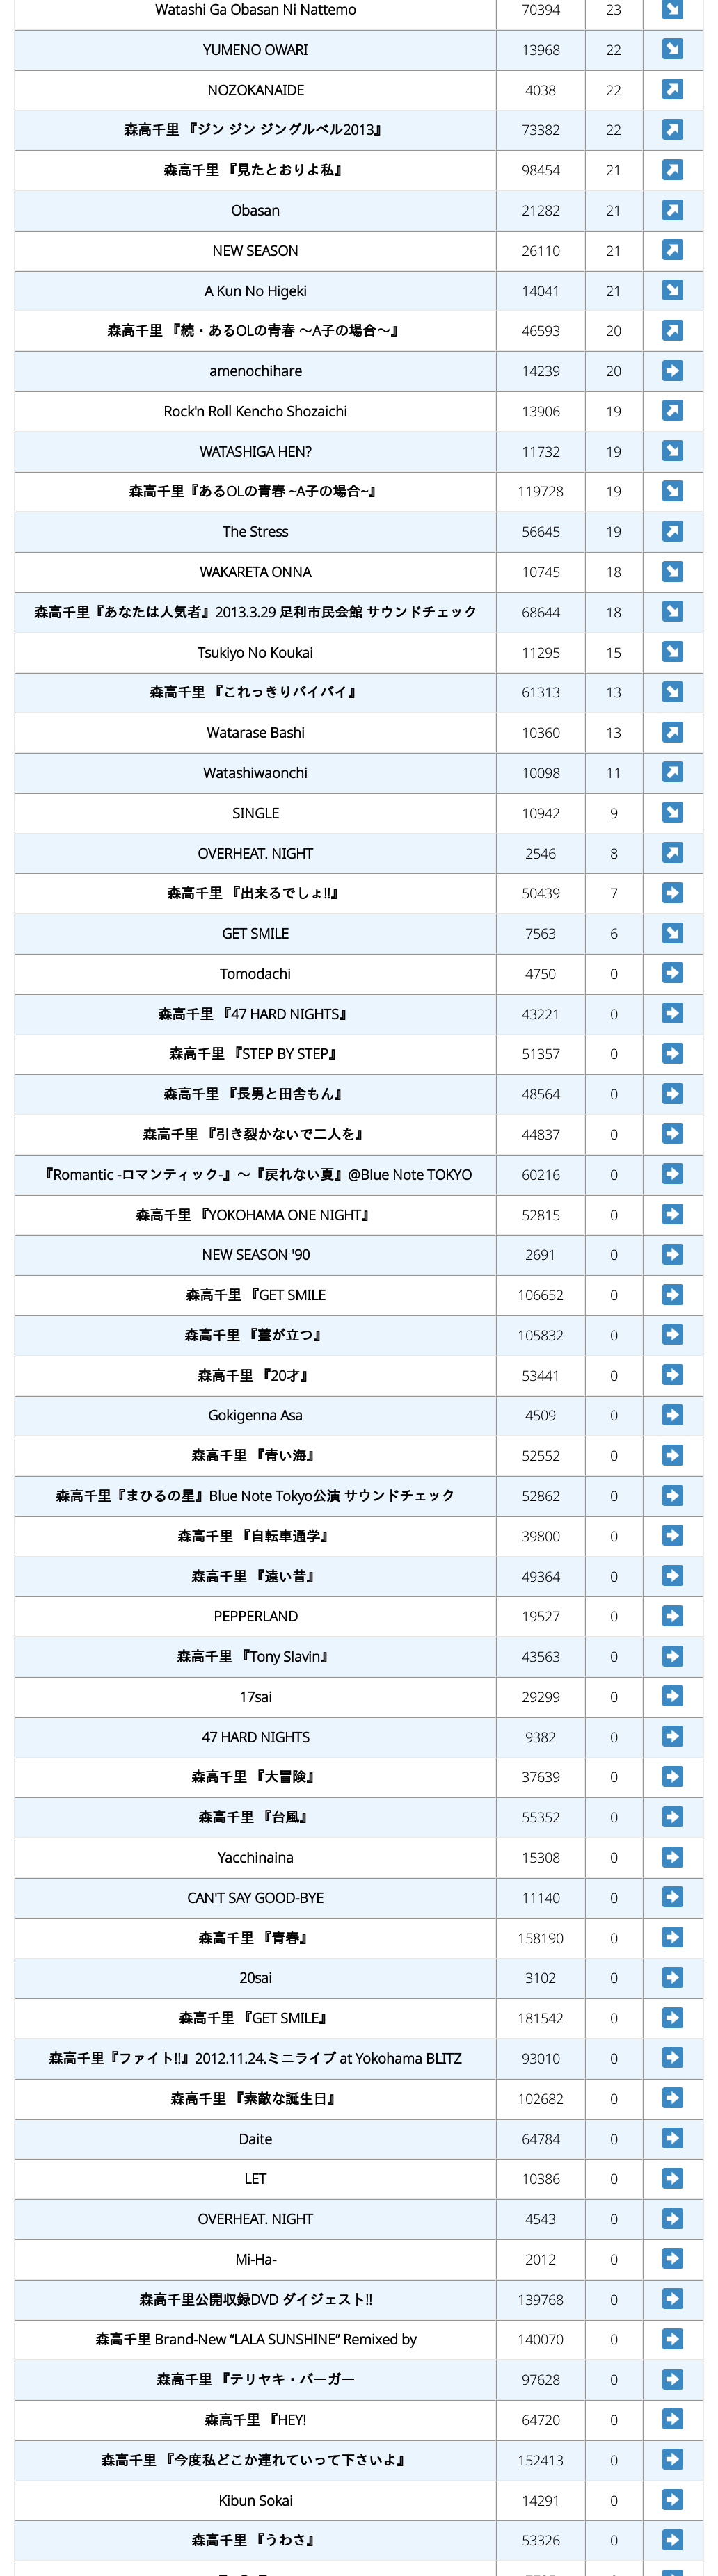 Watashi Ga Obasan Ni Nattemo 70394 23
YUMENO OWARI 13968 22
NOZOKANAIDE 4038 22
森高千里 『ジン ジン ジングルベル2013』 73382 22
森高千里 『見たとおりよ私』 98454 21
Obasan 21282 21
NEW SEASON 26110 21
A Kun No Higeki 14041 21
森高千里 『続・あるOLの青春 〜A子の場合〜』 46593 20
amenochihare 14239 20
Rock'n Roll Kencho Shozaichi 13906 19
WATASHIGA HEN? 11732 19
森高千里『あるOLの青春 ~A子の場合~』 119728 19
The Stress 56645 19
WAKARETA ONNA 10745 18
森高千里『あなたは人気者』2013.3.29 足利市民会館 サウンドチェック 68644 18
Tsukiyo No Koukai 11295 15
森高千里 『これっきりバイバイ』 61313 13
Watarase Bashi 10360 13
Watashiwaonchi 10098 11
SINGLE 10942 9
OVERHEAT. NIGHT 2546 8
森高千里 『出来るでしょ!!』 50439 7
GET SMILE 7563 6
Tomodachi 4750 0
森高千里 『47 HARD NIGHTS』 43221 0
森高千里 『STEP BY STEP』 51357 0
森高千里 『長男と田舎もん』 48564 0
森高千里 『引き裂かないで二人を』 44837 0
『Romantic -ロマンティック-』〜『戻れない夏』@Blue Note TOKYO 60216 0
森高千里 『YOKOHAMA ONE NIGHT』 52815 0
NEW SEASON '90 2691 0
森高千里 『GET SMILE 106652 0
森高千里 『薹が立つ』 105832 0
森高千里 『20才』 53441 0
Gokigenna Asa 4509 0
森高千里 『青い海』 52552 0
森高千里『まひるの星』Blue Note Tokyo公演 サウンドチェック 52862 0
森高千里 『自転車通学』 39800 0
森高千里 『遠い昔』 49364 0
PEPPERLAND 19527 0
森高千里 『Tony Slavin』 43563 0
17sai 29299 0
47 HARD NIGHTS 9382 0
森高千里 『大冒険』 37639 0
森高千里 『台風』 55352 0
Yacchinaina 15308 0
CAN'T SAY GOOD-BYE 11140 0
森高千里 『青春』 158190 0
20sai 3102 0
森高千里 『GET SMILE』 181542 0
森高千里『ファイト!!』2012.11.24.ミニライブ at Yokohama BLITZ 93010 0
森高千里 『素敵な誕生日』 102682 0
Daite 64784 0
LET 10386 0
OVERHEAT. NIGHT 4543 0
Mi-Ha- 2012 0
森高千里公開収録DVD ダイジェスト!! 139768 0
森高千里 Brand-New “LALA SUNSHINE” Remixed by 140070 0
森高千里 『テリヤキ・バーガー 97628 0
森高千里 『HEY! 64720 0
森高千里 『今度私どこか連れていって下さいよ』 152413 0
Kibun Sokai 14291 0
森高千里 『うわさ』 53326 0